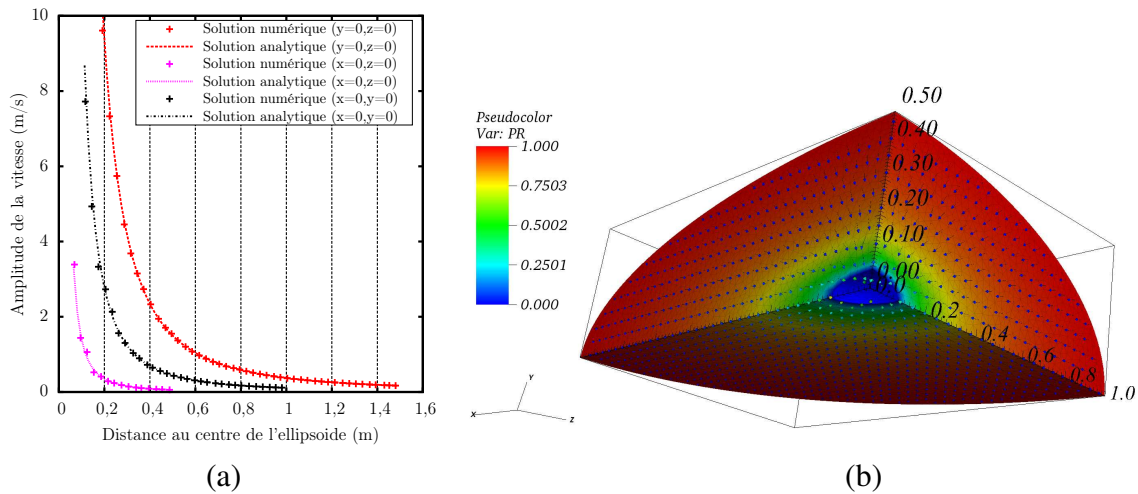 10
8
6
4
2
0
Amplitude de la vitesse (m/s)
Solution numérique (y=0,z=0)
Solution analytique (y=0,z=0)
Solution numérique (x=0,z=0)
Solution analytique (x=0,z=0)
Solution numérique (x=0,y=0)
Solution analytique (x=0,y=0)
0 0,2 0,4 0,6 0,8 1 1,2 1,4 1,6
Distance au centre de l'ellipsoide (m)
(a)
Pseudocolor
Var: PR
1.000
0.7503
0.5002
0.2501
0.000
Y
X
Z
0.50
0.40
0.30
0.20
0.10
0.00
0.2
0.4
0.6
0.8
1.0
(b)